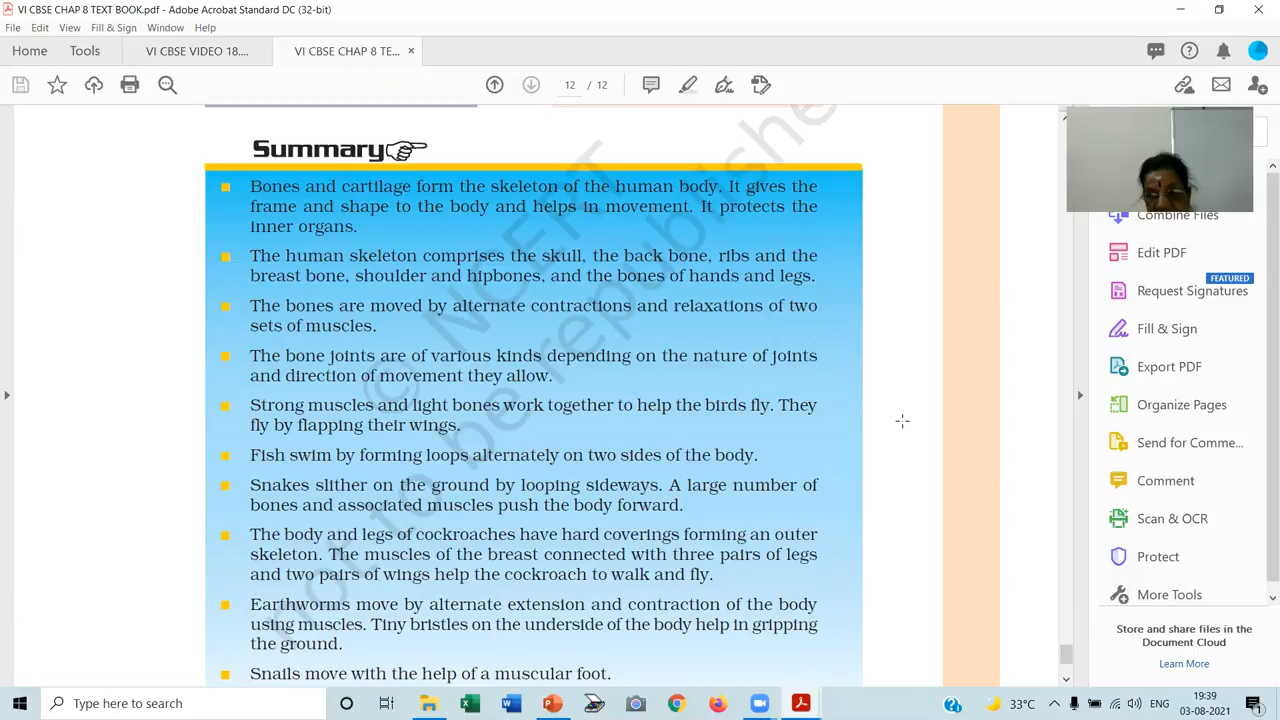 VI CBSE CHAP 8 TEXT BOOK.pdf - Adobe Acrobat Standard DC (32-bit)
File Edit View Fill & Sign Window Help
Home Tools VI CBSE VIDEO 18.... VI CBSE CHAP 8 TE... ×
12 / 12
Summary
Bones and cartilage form the skeleton of the human body. It gives the
frame and shape to the body and helps in movement. It protects the
inner organs.
The human skeleton comprises the skull, the back bone, ribs and the
breast bone, shoulder and hipbones, and the bones of hands and legs.
The bones are moved by alternate contractions and relaxations of two
sets of muscles.
The bone joints are of various kinds depending on the nature of joints
and direction of movement they allow.
Strong muscles and light bones work together to help the birds fly. They
fly by flapping their wings.
Fish swim by forming loops alternately on two sides of the body.
Snakes slither on the ground by looping sideways. A large number of
bones and associated muscles push the body forward.
The body and legs of cockroaches have hard coverings forming an outer
skeleton. The muscles of the breast connected with three pairs of legs
and two pairs of wings help the cockroach to walk and fly.
Earthworms move by alternate extension and contraction of the body
using muscles. Tiny bristles on the underside of the body help in gripping
the ground.
Snails move with the help of a muscular foot.
© NCERT
not to be republishe
Combine Files
Edit PDF
FEATURED
Request Signatures
Fill & Sign
Export PDF
Organize Pages
Send for Comme...
Comment
Scan & OCR
Protect
More Tools
Store and share files in the
Document Cloud
Learn More
Type here to search
33°C
ENG
19:39
03-08-2021